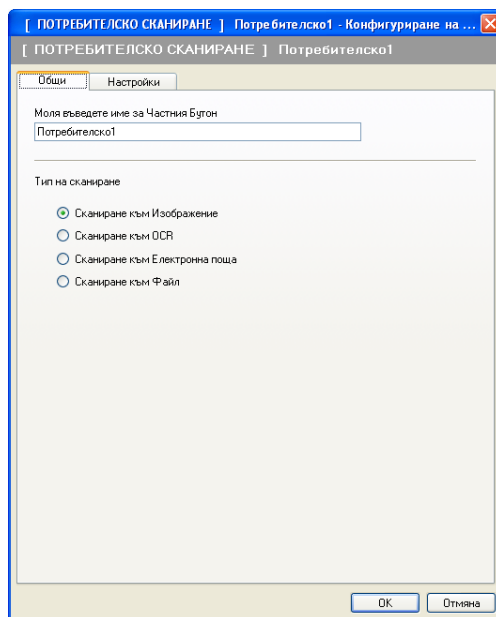 [ ПОТРЕБИТЕЛСКО СКАНИРАНЕ ] Потребителско1 - Конфигуриране на ...
[ ПОТРЕБИТЕЛСКО СКАНИРАНЕ ] Потребителско1
Общи Настройки
Моля въведете име за Частния Бутон
Потребителско1
Тип на сканиране
Сканиране към Изображение
Сканиране към OCR
Сканиране към Електронна поща
Сканиране към Файл
OK Отмяна